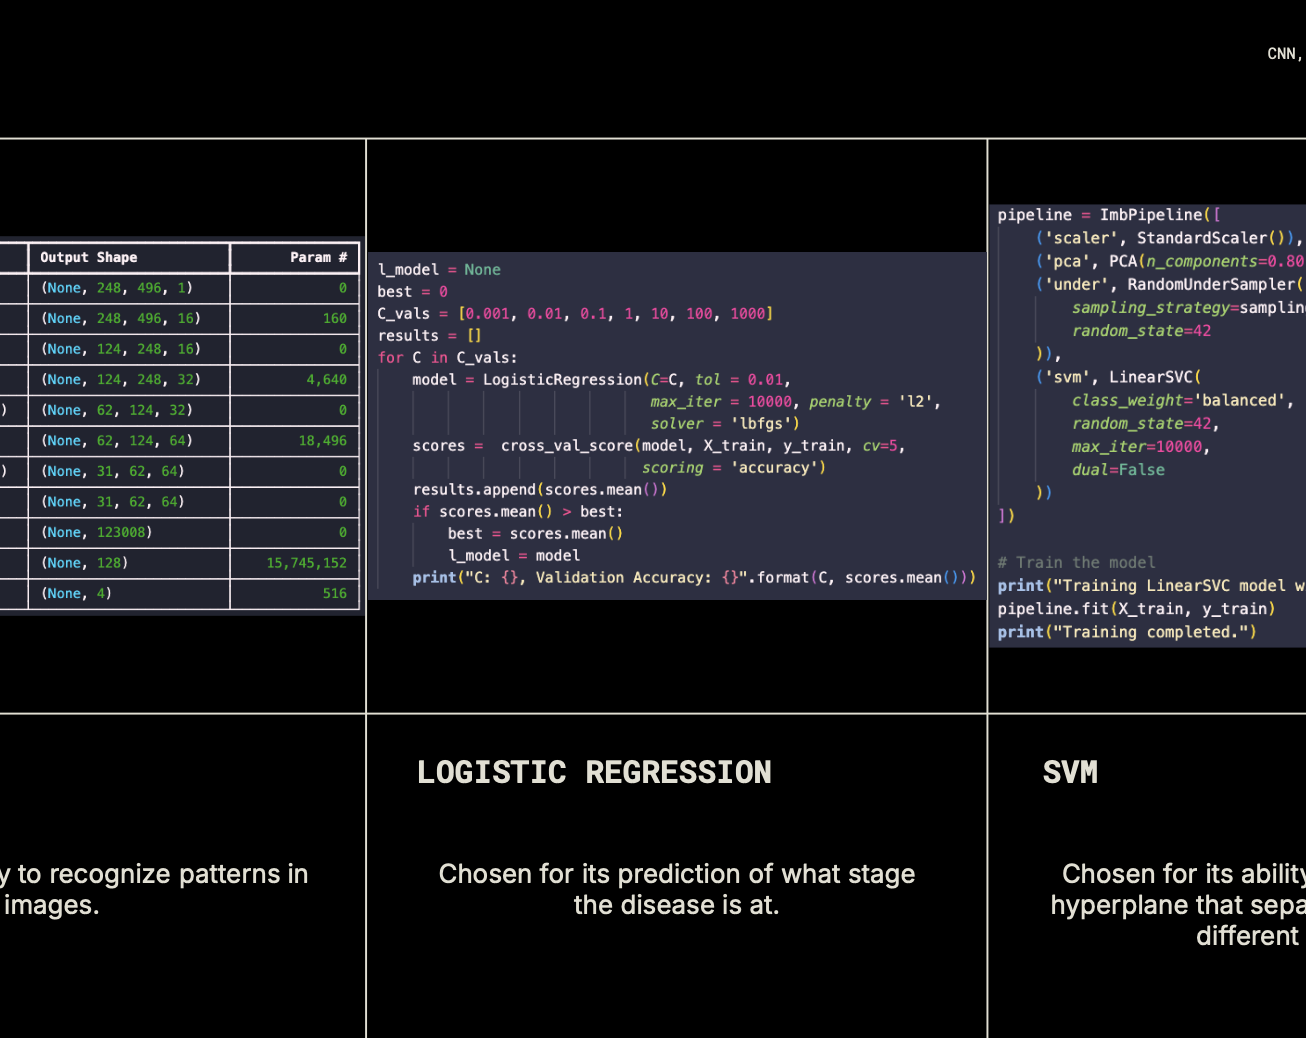 CNN,
Output Shape Param #
(None, 248, 496, 1) 0
(None, 248, 496, 16) 160
(None, 124, 248, 16) 0
(None, 124, 248, 32) 4,640
) (None, 62, 124, 32) 0
(None, 62, 124, 64) 18,496
) (None, 31, 62, 64) 0
(None, 31, 62, 64) 0
(None, 123008) 0
(None, 128) 15,745,152
(None, 4) 516
y to recognize patterns in
images.
l_model = None
best = 0
C_vals = [0.001, 0.01, 0.1, 1, 10, 100, 1000]
results = []
for C in C_vals:
    model = LogisticRegression(C=C, tol = 0.01,
                               max_iter = 10000, penalty = 'l2',
                               solver = 'lbfgs')
    scores =  cross_val_score(model, X_train, y_train, cv=5,
                              scoring = 'accuracy')
    results.append(scores.mean())
    if scores.mean() > best:
        best = scores.mean()
        l_model = model
    print("C: {}, Validation Accuracy: {}".format(C, scores.mean()))
LOGISTIC REGRESSION
Chosen for its prediction of what stage
the disease is at.
pipeline = ImbPipeline([
    ('scaler', StandardScaler()),
    ('pca', PCA(n_components=0.80
    ('under', RandomUnderSampler(
        sampling_strategy=samplin
        random_state=42
    )),
    ('svm', LinearSVC(
        class_weight='balanced',
        random_state=42,
        max_iter=10000,
        dual=False
    ))
])
# Train the model
print("Training LinearSVC model w
pipeline.fit(X_train, y_train)
print("Training completed.")
SVM
Chosen for its ability
hyperplane that sepa
different